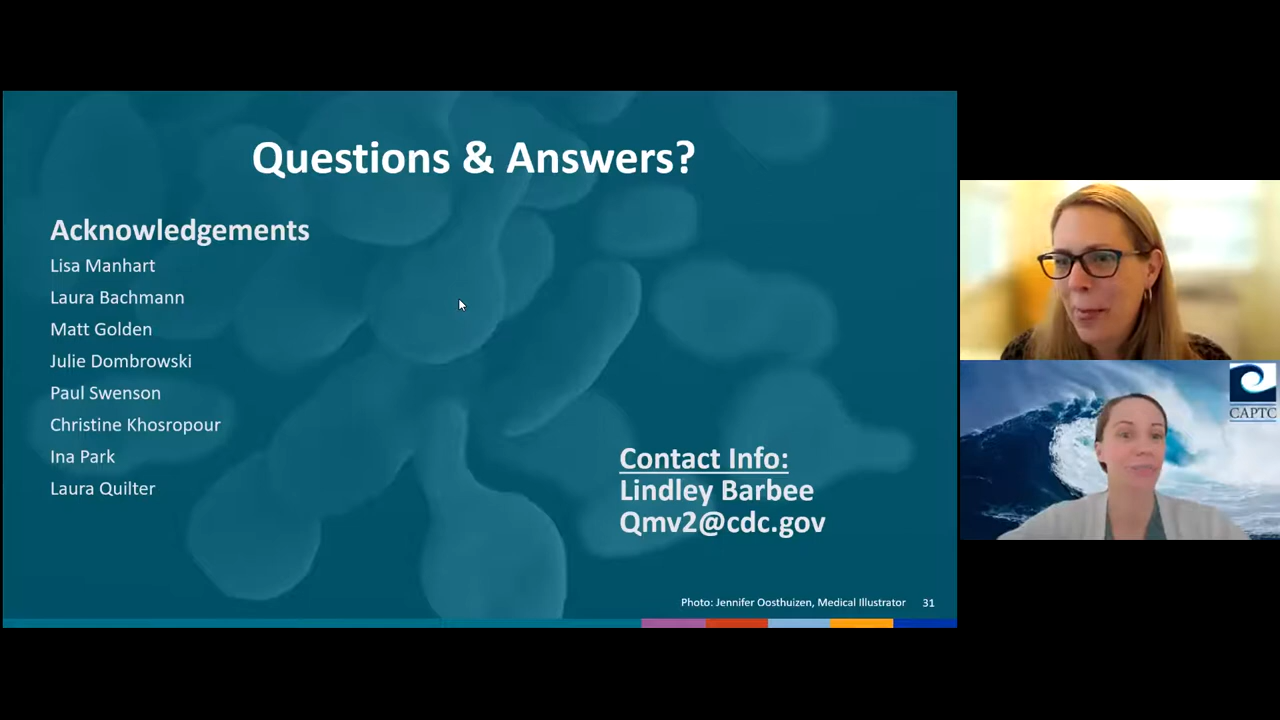 Questions & Answers?
Acknowledgements
Lisa Manhart
Laura Bachmann
Matt Golden
Julie Dombrowski
Paul Swenson
Christine Khosropour
Ina Park
Laura Quilter
Contact Info:
Lindley Barbee
Qmv2@cdc.gov
Photo: Jennifer Oosthuizen, Medical Illustrator
31
CAPTC